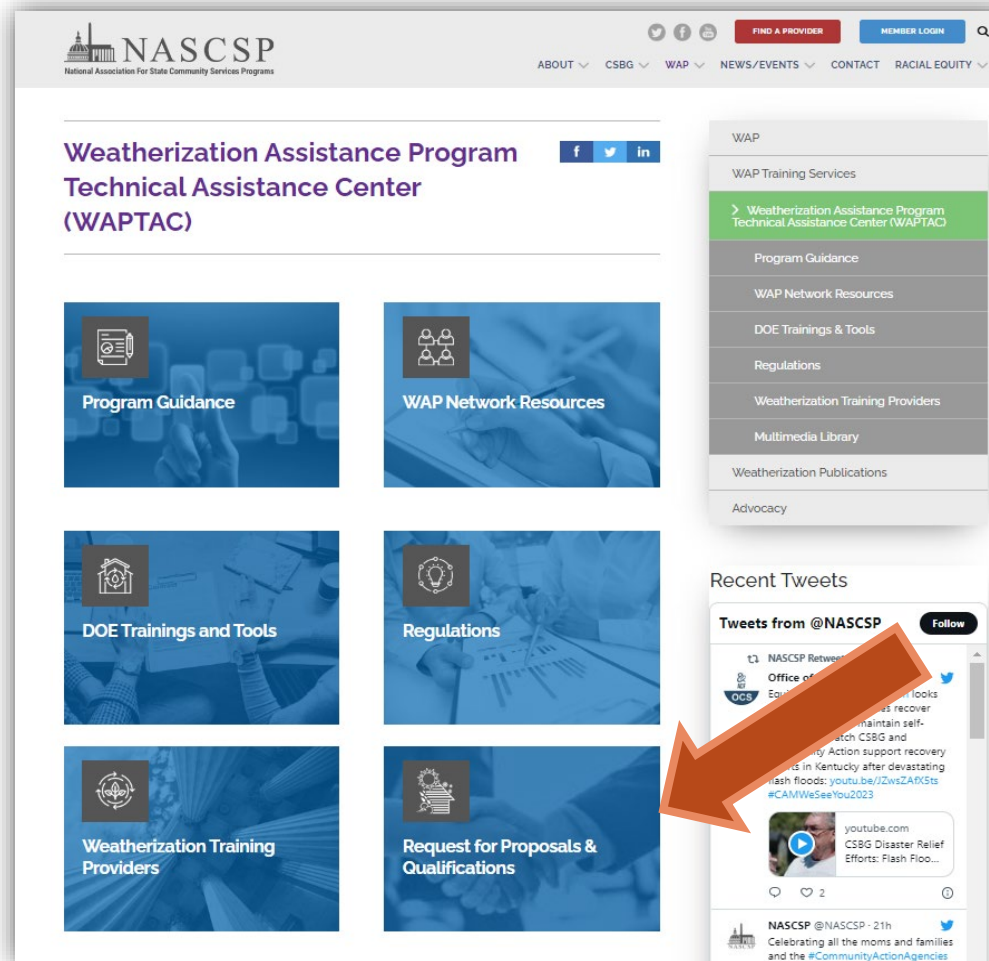 NASCSP
National Association For State Community Services Programs
FIND A PROVIDER
MEMBER LOGIN
ABOUT
CSBG
WAP
NEWS/EVENTS
CONTACT
RACIAL EQUITY
Weatherization Assistance Program
Technical Assistance Center
(WAPTAC)
f
in
Program Guidance
WAP Network Resources
DOE Trainings and Tools
Regulations
Weatherization Training
Providers
Request for Proposals &
Qualifications
WAP
WAP Training Services
Weatherization Assistance Program
Technical Assistance Center (WAPTAC)
Program Guidance
WAP Network Resources
DOE Trainings & Tools
Regulations
Weatherization Training Providers
Multimedia Library
Weatherization Publications
Advocacy
Recent Tweets
Tweets from @NASCSP
Follow
NASCSP
OCS
Office of
looks
recover
maintain self-
CSBG and
Action support recovery
in Kentucky after devastating
flash floods: youtu.be/JZwsZAfX5ts
#CAMWeSeeYou2023
youtube.com
CSBG Disaster Relief
Efforts: Flash Floo...
2
NASCSP @NASCSP · 21h
Celebrating all the moms and families
and the #CommunityActionAgencies